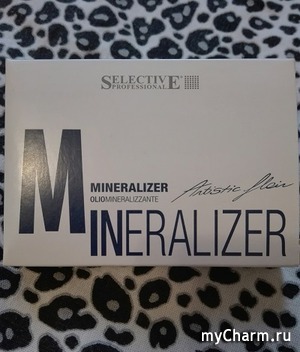 SELECTIVE
PROFESSIONAL
MINERALIZER
OLIOMINERALIZZANTE
Artistic flair
MINERALIZER
myCharm.ru